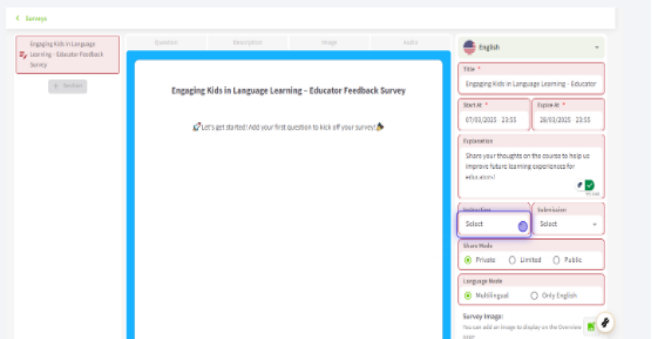 Surveys
Engaging Kids in Language
Learning - Educator Feedback
Survey
Question
Description
Image
Audio
Engaging Kids in Language Learning – Educator Feedback Survey
Let's get started! Add your first question to kick off your survey!
English
Title *
Engaging Kids in Language Learning - Educator
Start At *
Expire At *
07/03/2025 23:55
28/03/2025 23:55
Explanation
Share your thoughts on the course to help us
improve future learning experiences for
educators!
Submission
Select
Select
Share Mode
Private
Limited
Public
Language Mode
Multilingual
Only English
Survey Image:
You can add an image to display on the Overview